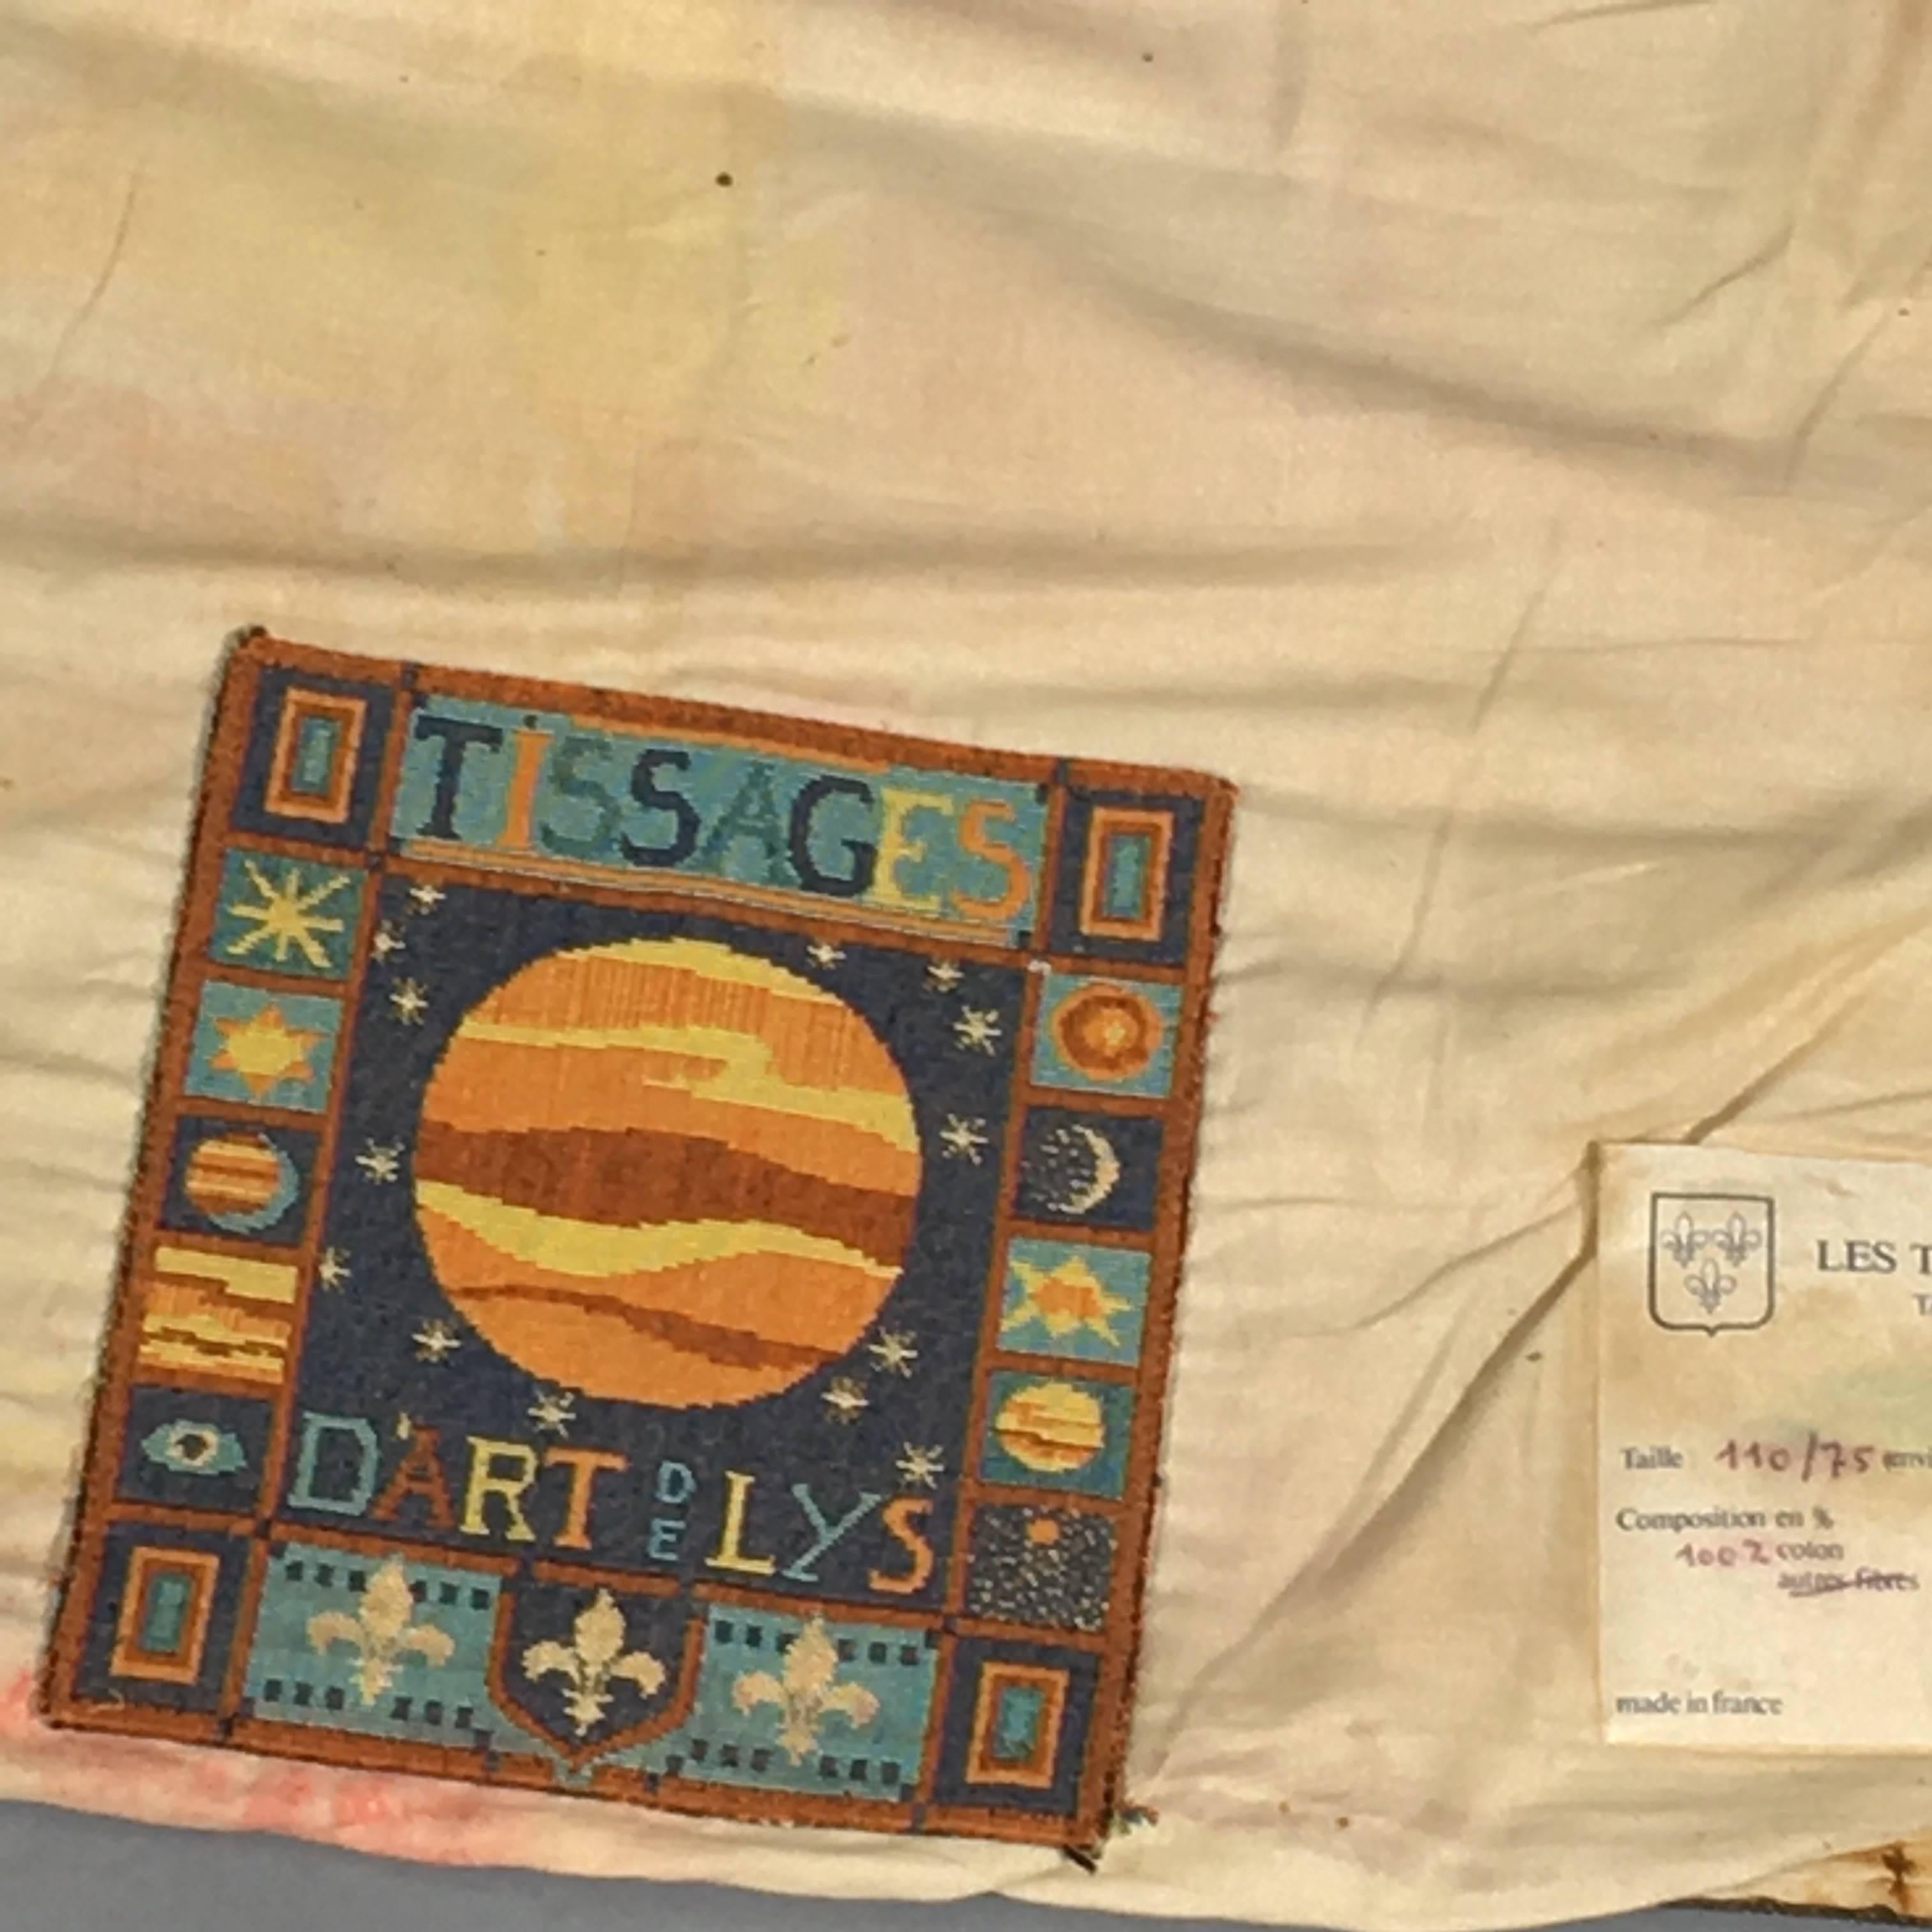 TiSSAGES
D'ART DE LYS
LES T
Taille 110/75 (envi
Composition en %
100% coton
autres fibres
made in france